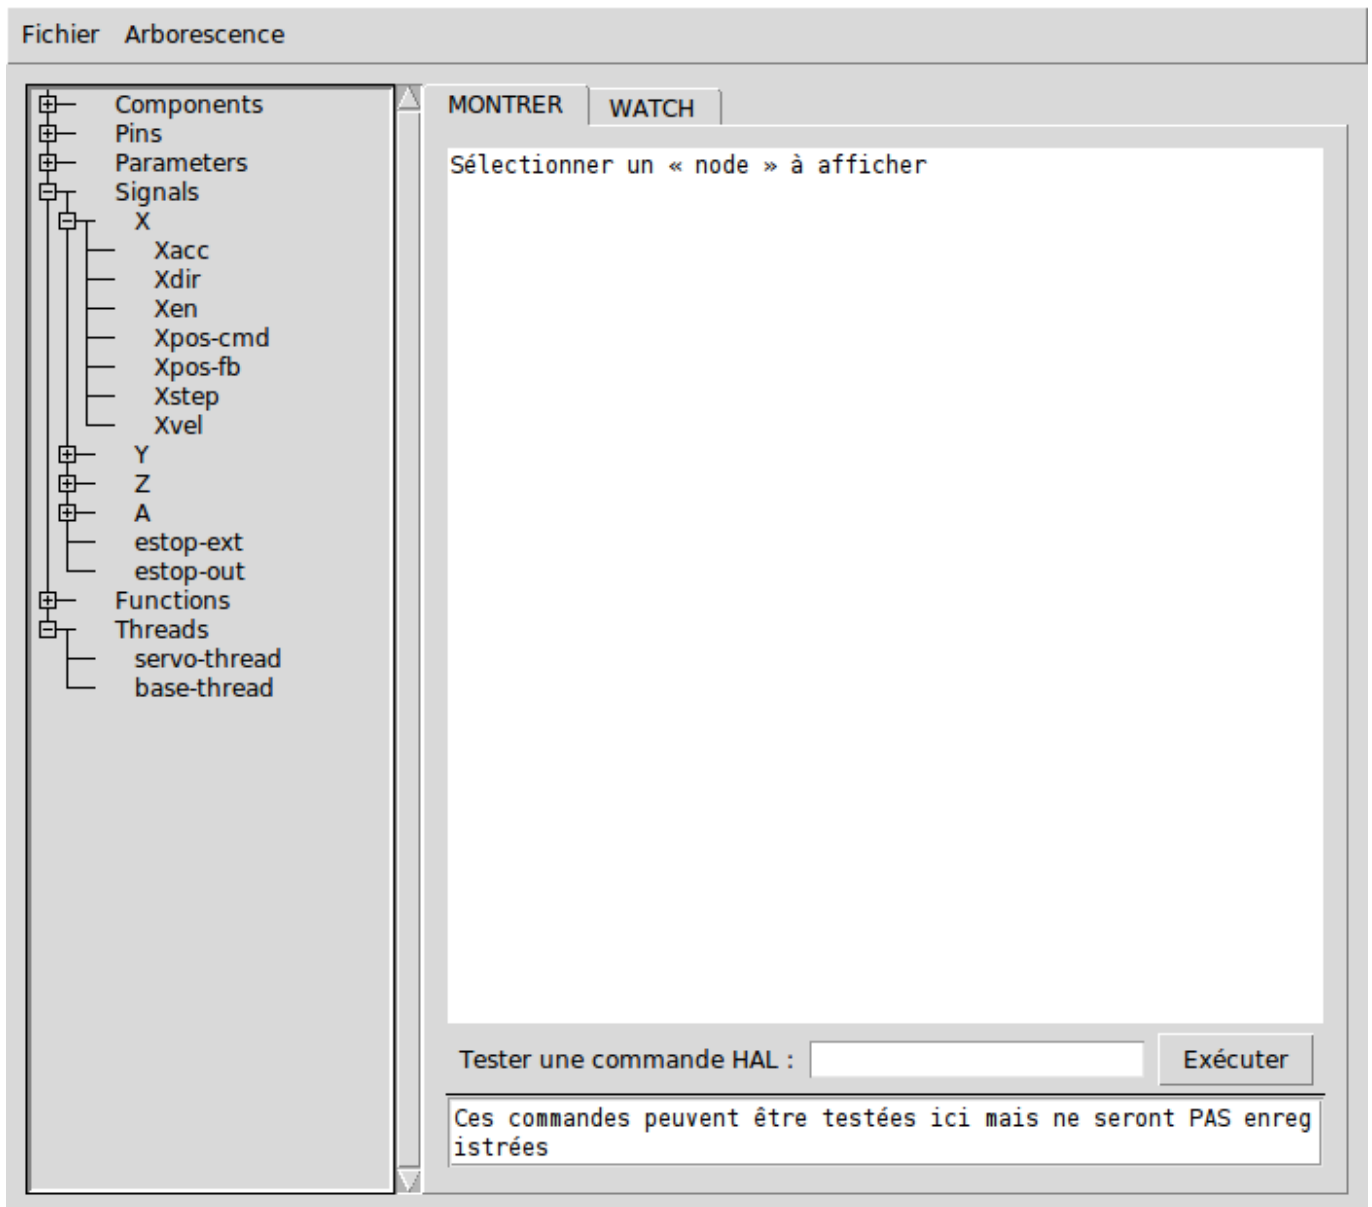 Fichier Arborescence
Components
Pins
Parameters
Signals
X
Xacc
Xdir
Xen
Xpos-cmd
Xpos-fb
Xstep
Xvel
Y
Z
A
estop-ext
estop-out
Functions
Threads
servo-thread
base-thread
MONTRER WATCH
Sélectionner un « node » à afficher
Tester une commande HAL : Exécuter
Ces commandes peuvent être testées ici mais ne seront PAS enreg
istrées